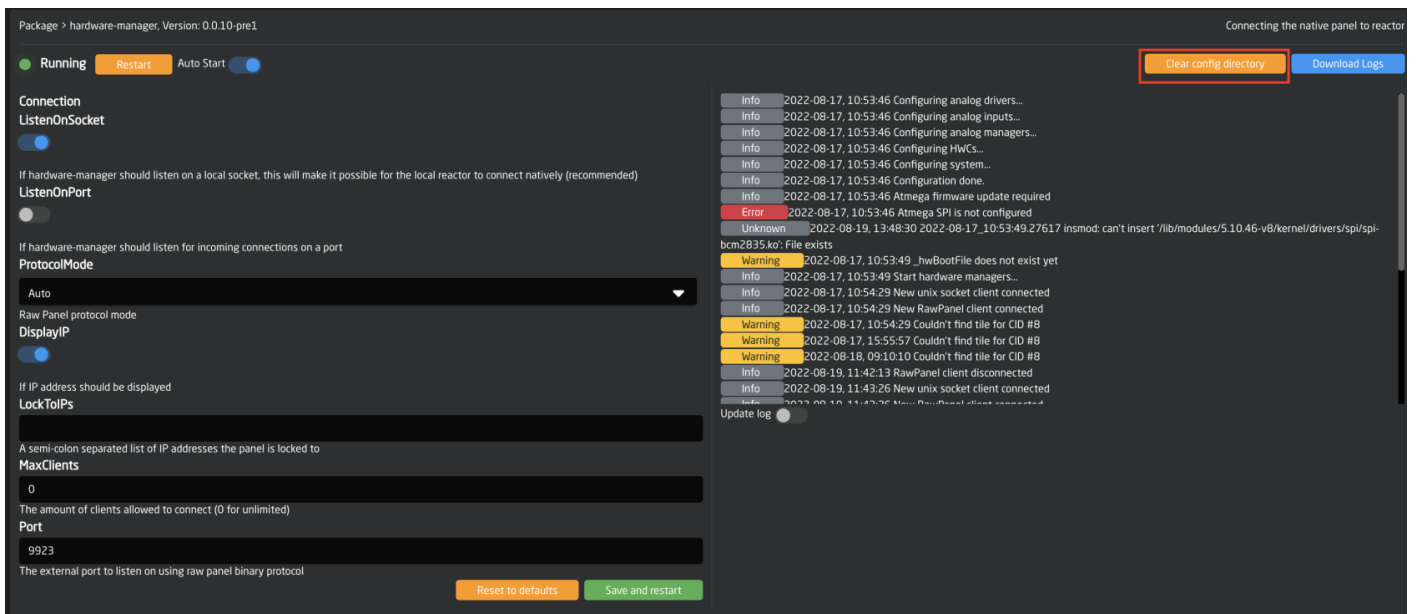 Package > hardware-manager, Version: 0.0.10-pre1
Connecting the native panel to reactor
Running Restart Auto Start
Clear config directory Download Logs
Connection
ListenOnSocket
If hardware-manager should listen on a local socket, this will make it possible for the local reactor to connect natively (recommended)
ListenOnPort
If hardware-manager should listen for incoming connections on a port
ProtocolMode
Auto
Raw Panel protocol mode
DisplayIP
If IP address should be displayed
LockToIPs
A semi-colon separated list of IP addresses the panel is locked to
MaxClients
0
The amount of clients allowed to connect (0 for unlimited)
Port
9923
The external port to listen on using raw panel binary protocol
Reset to defaults Save and restart
Info 2022-08-17, 10:53:46 Configuring analog drivers...
Info 2022-08-17, 10:53:46 Configuring analog inputs...
Info 2022-08-17, 10:53:46 Configuring analog managers...
Info 2022-08-17, 10:53:46 Configuring HWCs...
Info 2022-08-17, 10:53:46 Configuring system...
Info 2022-08-17, 10:53:46 Configuration done.
Info 2022-08-17, 10:53:46 Atmega firmware update required
Error 2022-08-17, 10:53:46 Atmega SPI is not configured
Unknown 2022-08-19, 13:48:30 2022-08-17_10:53:49.27617 insmod: can't insert '/lib/modules/5.10.46-v8/kernel/drivers/spi/spi-
bcm2835.ko': File exists
Warning 2022-08-17, 10:53:49 _hwBootFile does not exist yet
Info 2022-08-17, 10:53:49 Start hardware managers...
Info 2022-08-17, 10:54:29 New unix socket client connected
Info 2022-08-17, 10:54:29 New RawPanel client connected
Warning 2022-08-17, 10:54:29 Couldn't find tile for CID #8
Warning 2022-08-17, 15:55:57 Couldn't find tile for CID #8
Warning 2022-08-18, 09:10:10 Couldn't find tile for CID #8
Info 2022-08-19, 11:42:13 RawPanel client disconnected
Info 2022-08-19, 11:43:26 New unix socket client connected
Info 2022-08-19, 11:43:26 New RawPanel client connected
Update log